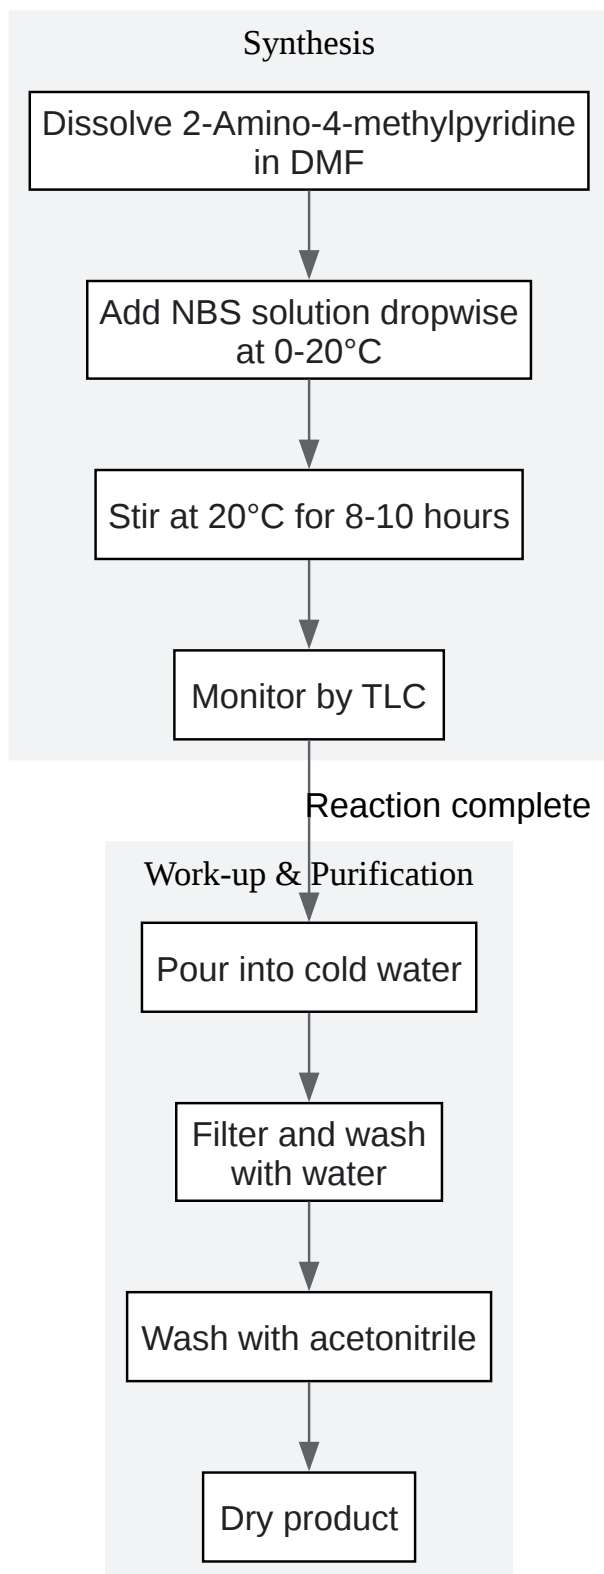 Synthesis
Dissolve 2-Amino-4-methylpyridine
in DMF
Add NBS solution dropwise
at 0-20°C
Stir at 20°C for 8-10 hours
Monitor by TLC
Reaction complete
Work-up & Purification
Pour into cold water
Filter and wash
with water
Wash with acetonitrile
Dry product